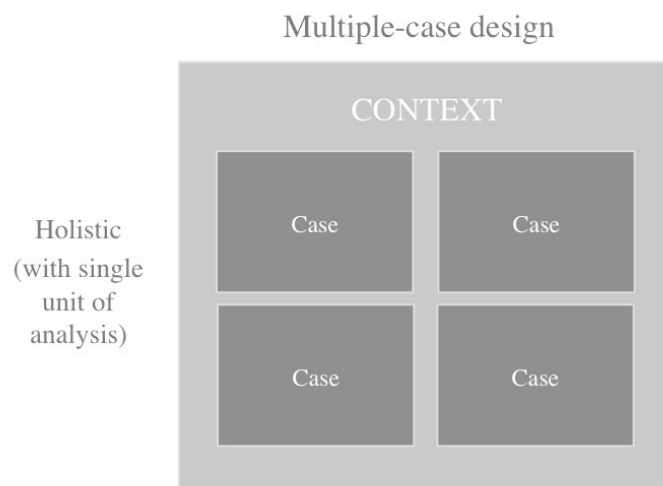 Multiple-case design
CONTEXT
Case
Case
Holistic
(with single
unit of
analysis)
Case
Case